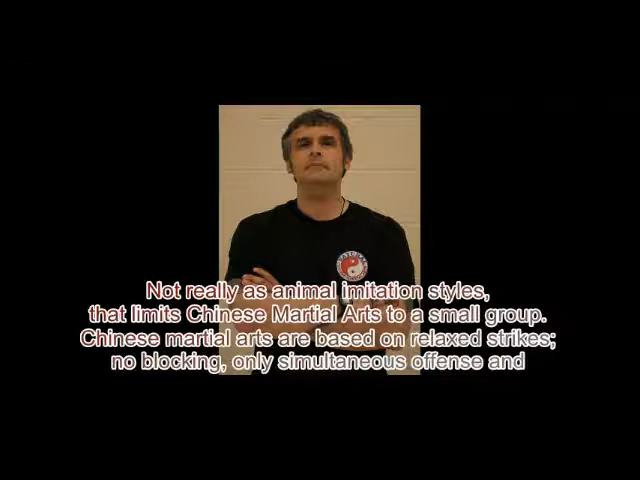 Not really as animal imitation styles,
that limits Chinese Martial Arts to a small group.
Chinese martial arts are based on relaxed strikes;
no blocking, only simultaneous offense and